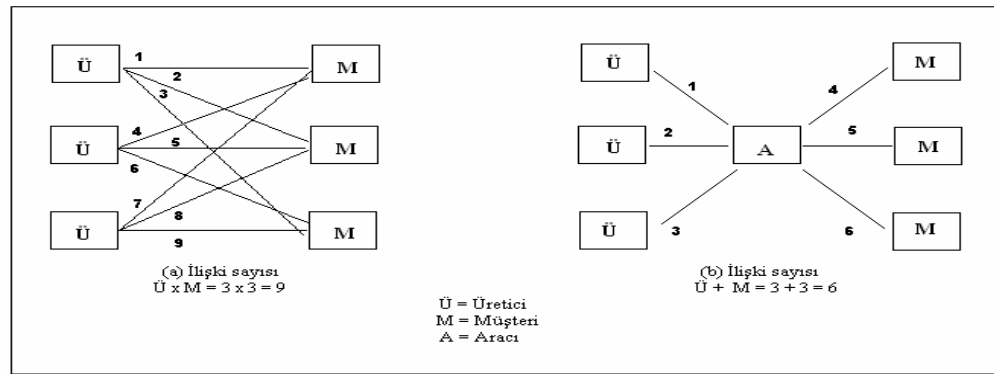 Ü
1
M
2
3
Ü
4
5
6
M
Ü
7
8
9
M
(a) İlişki sayısı
Ü x M = 3 x 3 = 9
Ü
1
4
M
Ü
2
A
5
M
Ü
3
6
M
(b) İlişki sayısı
Ü + M = 3 + 3 = 6
Ü = Üretici
M = Müşteri
A = Aracı